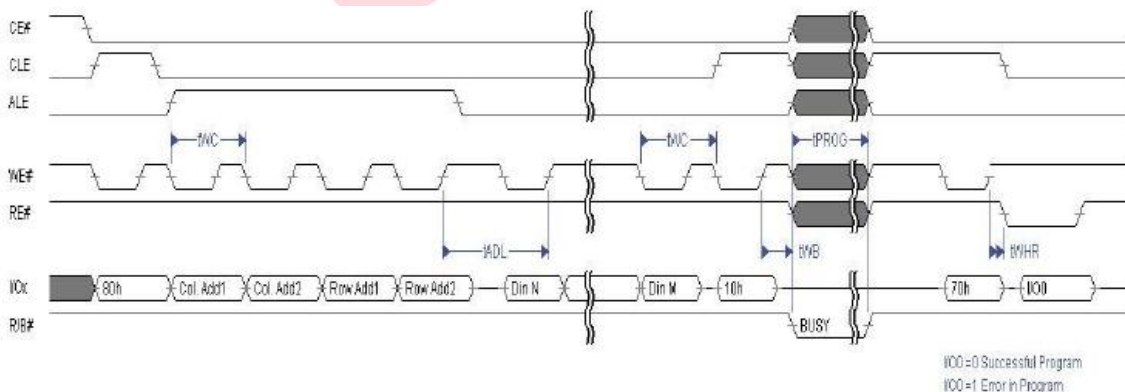 CE#
CLE
ALE
tWC tWC tPROG
WE#
RE#
tADL tWB tWHR
I/Ox 80h Col. Add1 Col. Add2 Row Add1 Row Add2 Din N Din M 10h 70h I/O0
R/B# BUSY
I/O0 =0 Successful Program
I/O0 =1 Error in Program